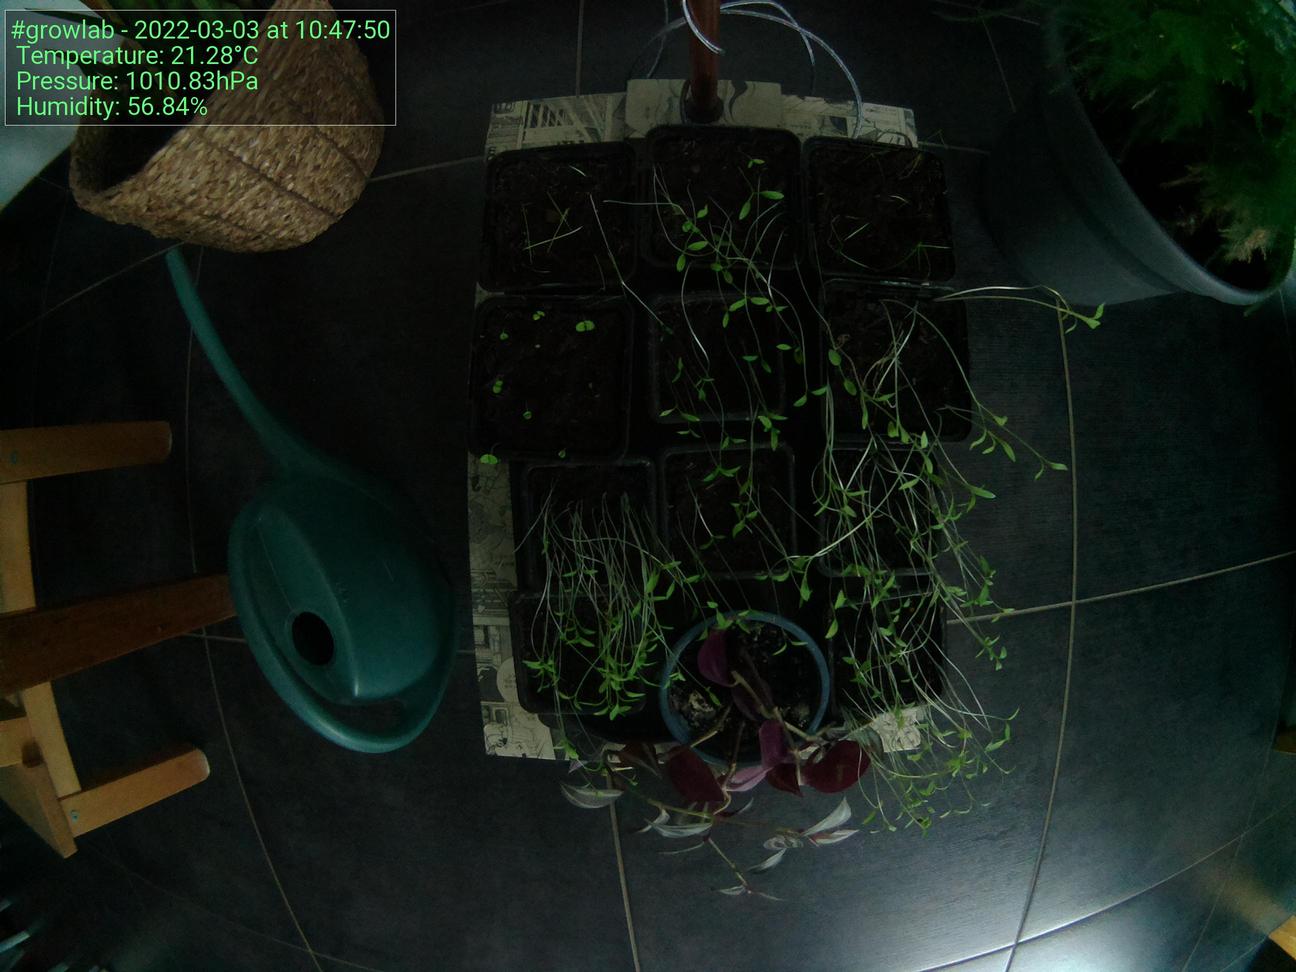 #growlab - 2022-03-03 at 10:47:50
Temperature: 21.28°C
Pressure: 1010.83hPa
Humidity: 56.84%